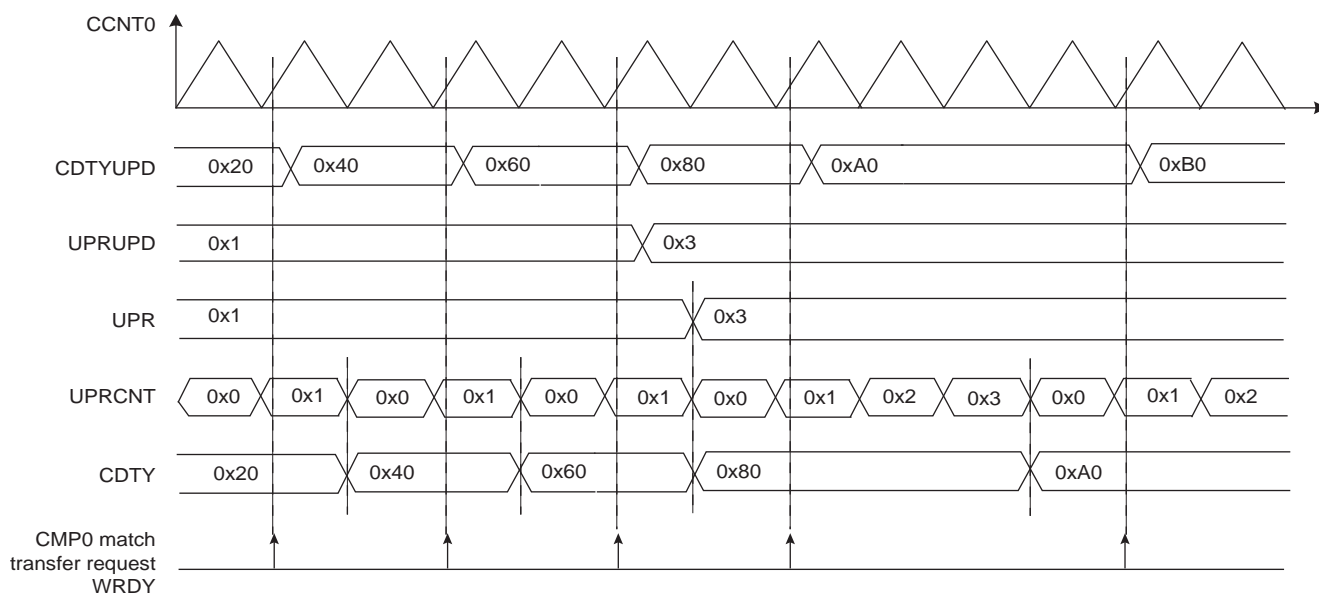 CCNT0
CDTYUPD 0x20 0x40 0x60 0x80 0xA0 0xB0
UPRUPD 0x1 0x3
UPR 0x1 0x3
UPRCNT 0x0 0x1 0x0 0x1 0x0 0x1 0x0 0x1 0x2 0x3 0x0 0x1 0x2
CDTY 0x20 0x40 0x60 0x80 0xA0
CMP0 match
transfer request
WRDY